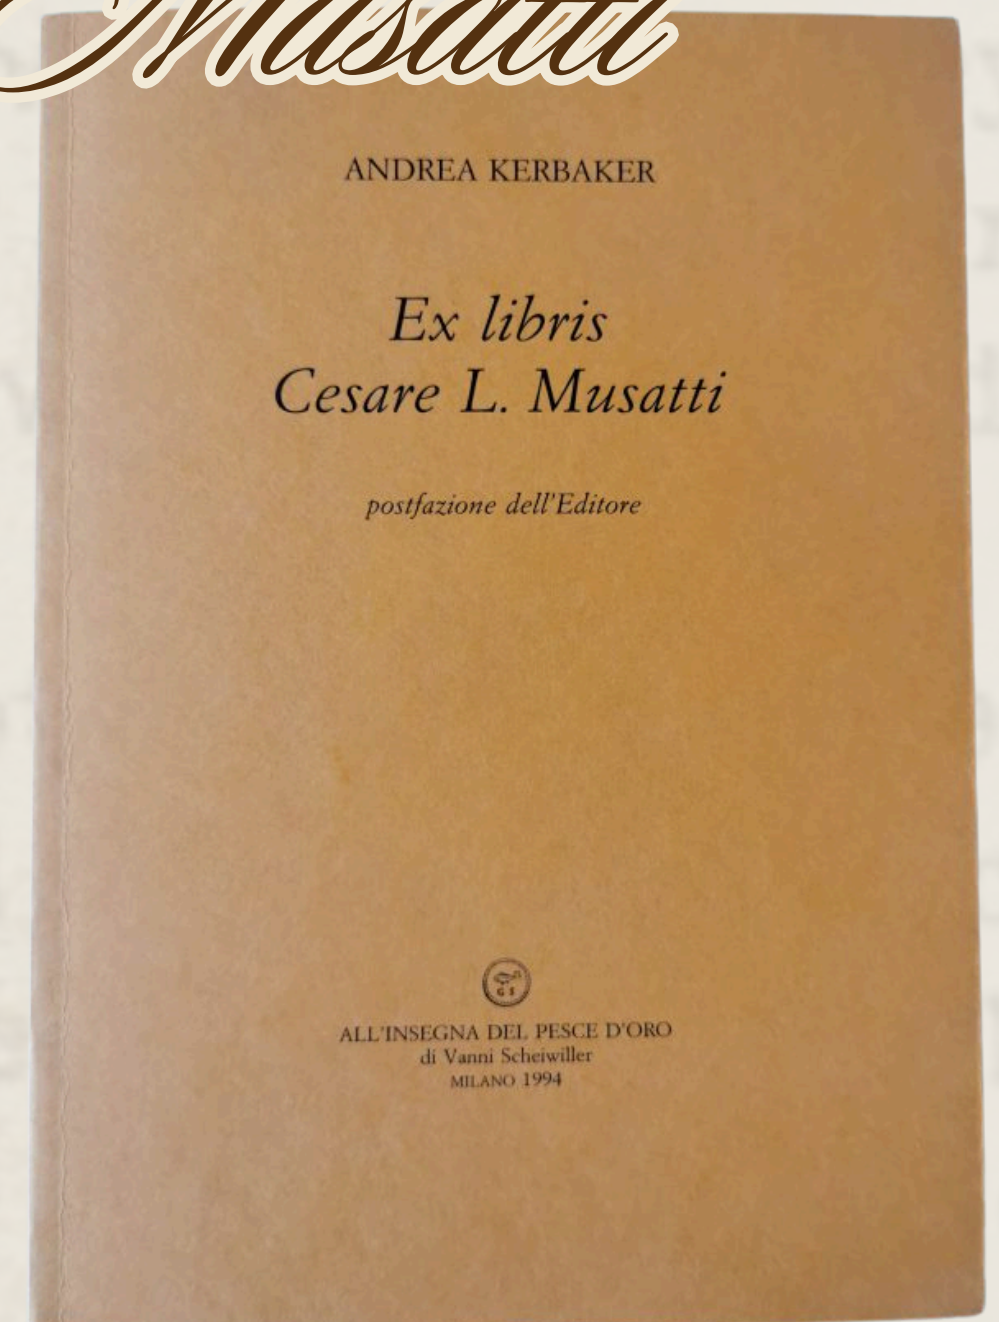 Musatti
ANDREA KERBAKER
Ex libris
Cesare L. Musatti
postfazione dell'Editore
G S
ALL'INSEGNA DEL PESCE D'ORO
di Vanni Scheiwiller
MILANO 1994